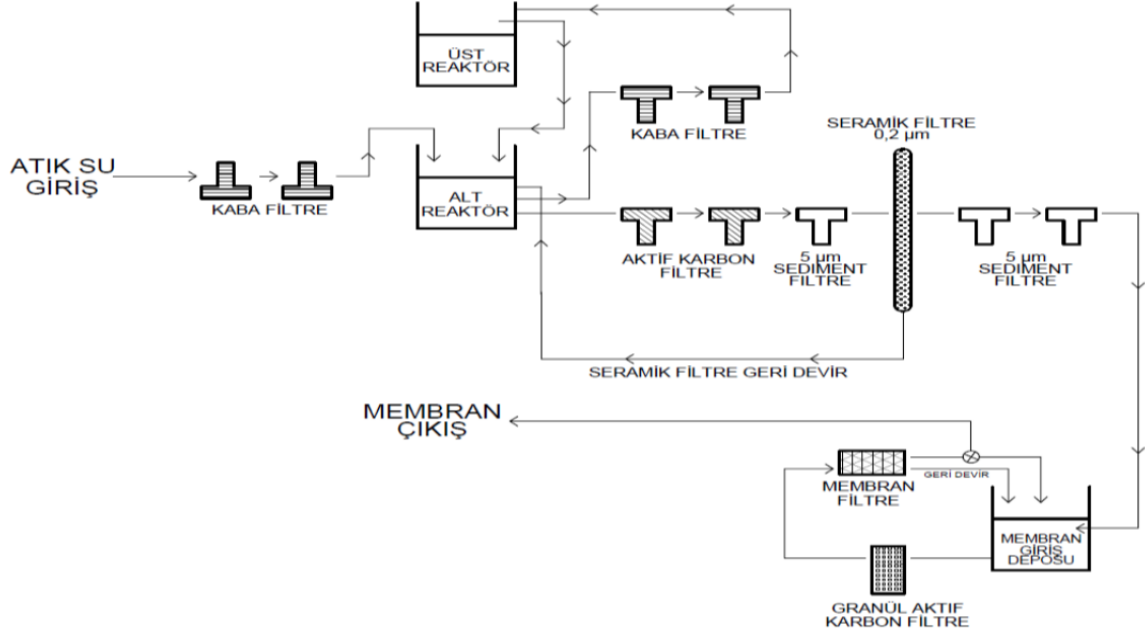 ÜST
REAKTÖR
KABA FİLTRE
SERAMİK FİLTRE
0,2 µm
ATIK SU
GİRİŞ
KABA FİLTRE
ALT
REAKTÖR
AKTİF KARBON
FİLTRE
5 µm
SEDIMENT
FİLTRE
5 µm
SEDIMENT
FİLTRE
SERAMİK FİLTRE GERİ DEVİR
MEMBRAN
ÇIKIŞ
MEMBRAN
FİLTRE
GERİ DEVİR
MEMBRAN
GİRİŞ
DEPOSU
GRANÜL AKTIF
KARBON FİLTRE